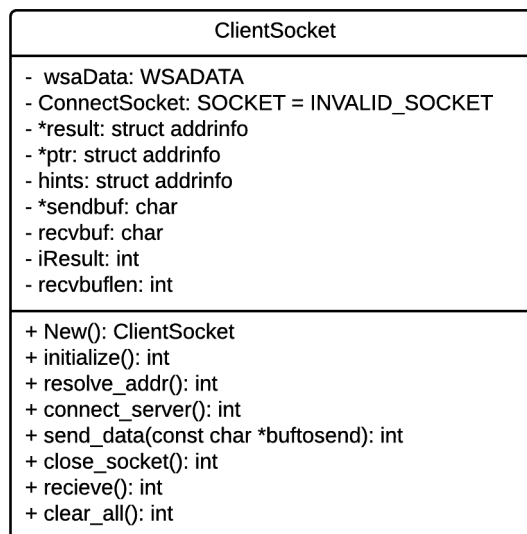 ClientSocket
- wsaData: WSADATA
- ConnectSocket: SOCKET = INVALID_SOCKET
- *result: struct addrinfo
- *ptr: struct addrinfo
- hints: struct addrinfo
- *sendbuf: char
- recvbuf: char
- iResult: int
- recvbuflen: int
+ New(): ClientSocket
+ initialize(): int
+ resolve_addr(): int
+ connect_server(): int
+ send_data(const char *buftosend): int
+ close_socket(): int
+ recieve(): int
+ clear_all(): int